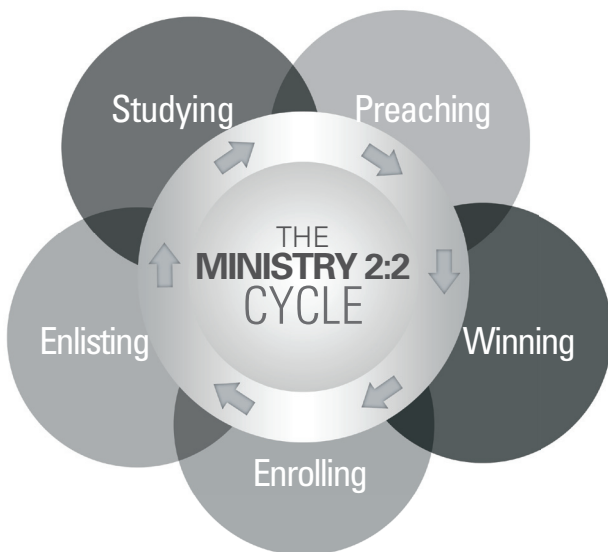 Studying
Preaching
THE
MINISTRY 2:2
CYCLE
Enlisting
Winning
Enrolling